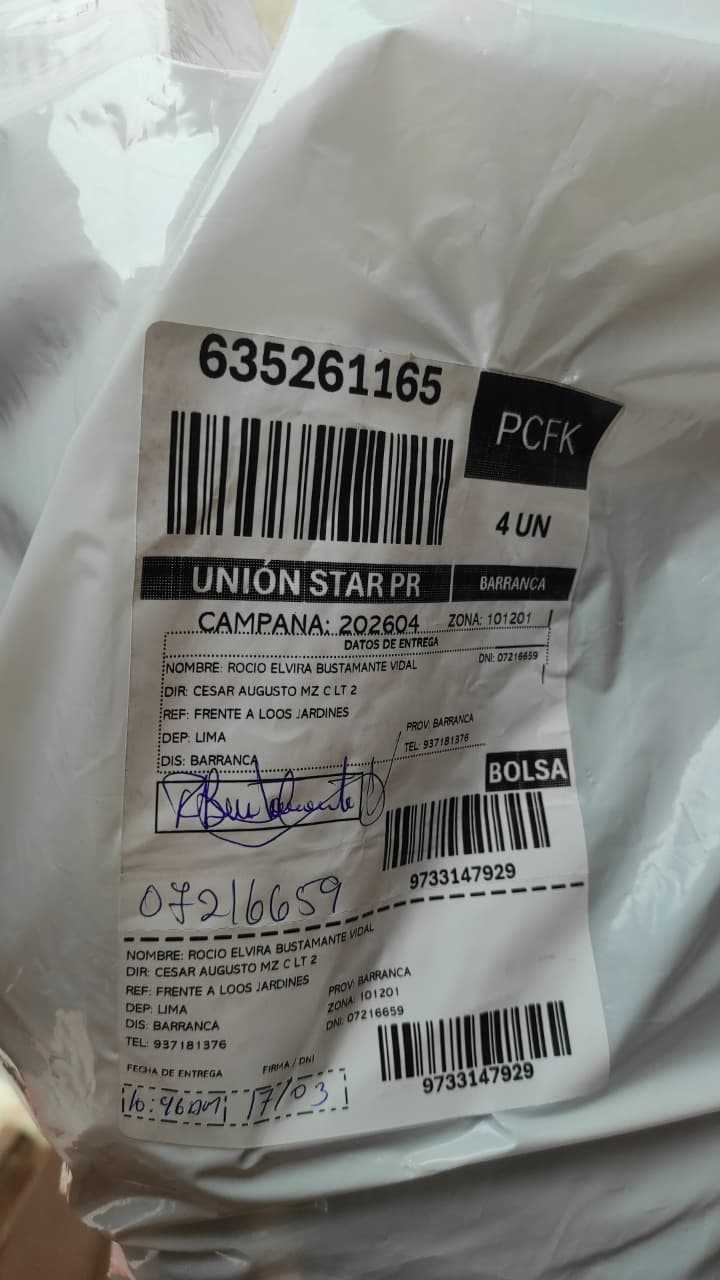 635261165
PCFK
4 UN
UNIÓN STAR PR
BARRANCA
CAMPANA: 202604 ZONA: 101201
DATOS DE ENTREGA
NOMBRE: ROCIO ELVIRA BUSTAMANTE VIDAL DNI: 07216659
DIR: CESAR AUGUSTO MZ C LT 2
REF: FRENTE A LOOS JARDINES
DEP: LIMA PROV: BARRANCA
DIS: BARRANCA TEL: 937181376
BOLSA
9733147929
07216659
NOMBRE: ROCIO ELVIRA BUSTAMANTE VIDAL
DIR: CESAR AUGUSTO MZ C LT 2
REF: FRENTE A LOOS JARDINES PROV: BARRANCA
DEP: LIMA ZONA: 101201
DIS: BARRANCA DNI: 07216659
TEL: 937181376
9733147929
FECHA DE ENTREGA FIRMA / DNI
17/03